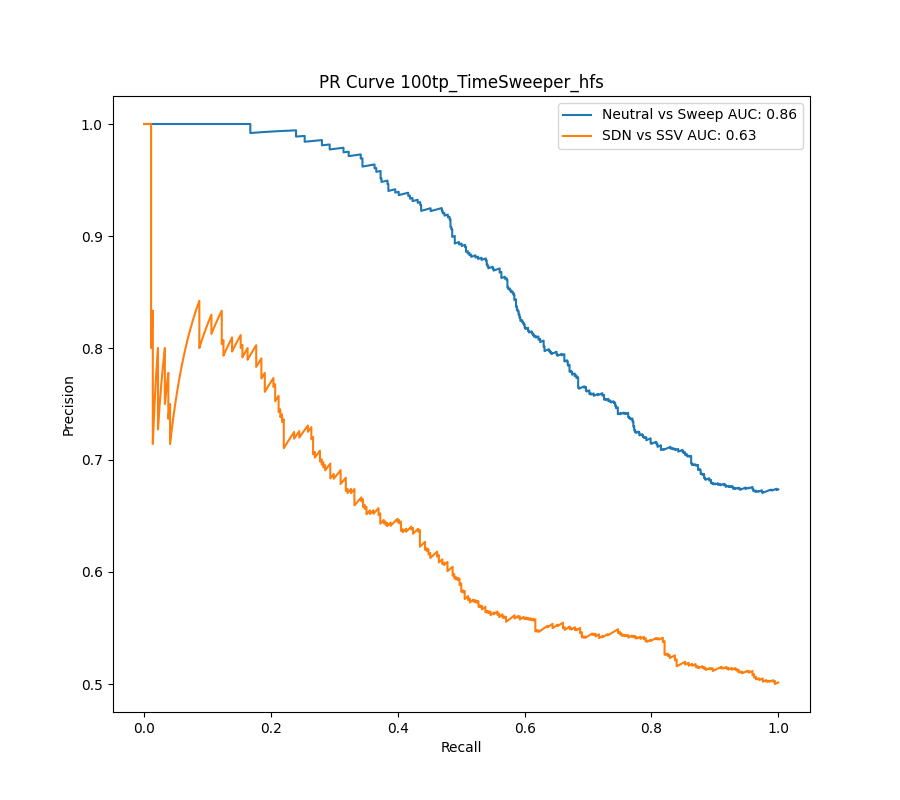 PR Curve 100tp_TimeSweeper_hfs
Neutral vs Sweep AUC: 0.86
SDN vs SSV AUC: 0.63
Precision
1.0
0.9
0.8
0.7
0.6
0.5
0.0 0.2 0.4 0.6 0.8 1.0
Recall